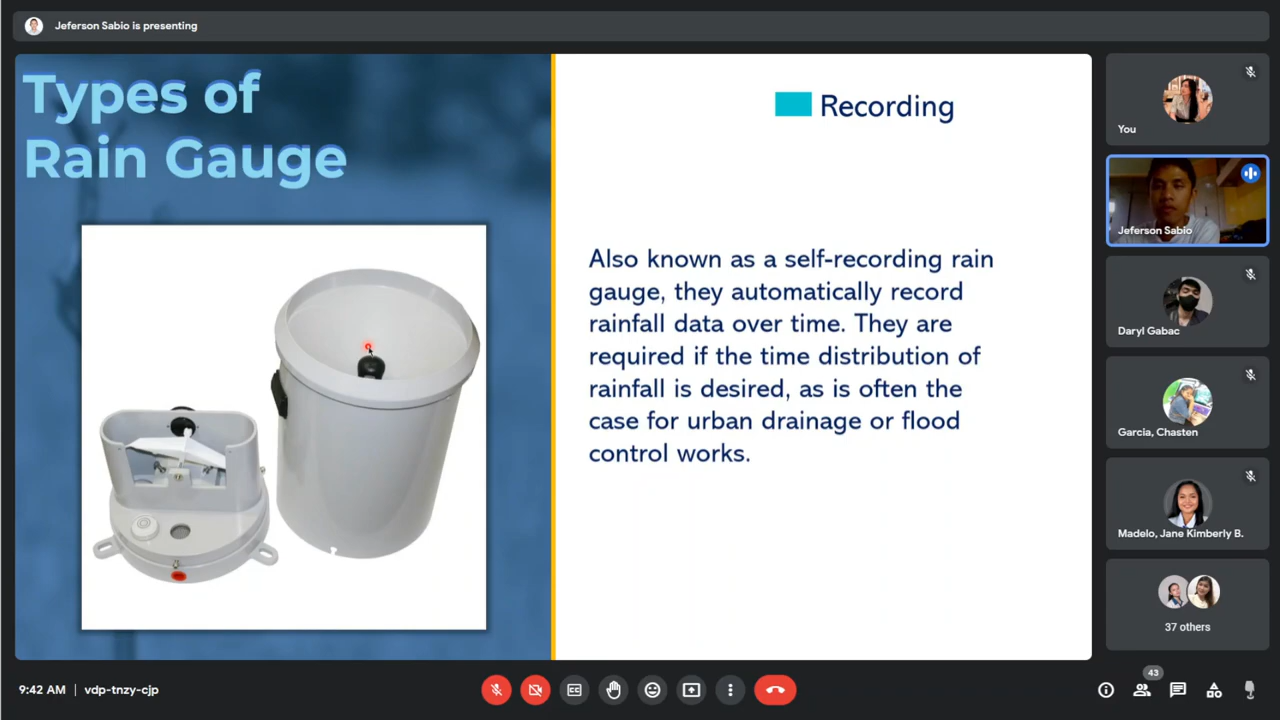 Jeferson Sabio is presenting
Types of
Rain Gauge
Recording
Also known as a self-recording rain
gauge, they automatically record
rainfall data over time. They are
required if the time distribution of
rainfall is desired, as is often the
case for urban drainage or flood
control works.
You
Jeferson Sabio
Daryl Gabac
Garcia, Chasten
Madelo, Jane Kimberly B.
37 others
9:42 AM | vdp-tnzy-cjp
CC
43